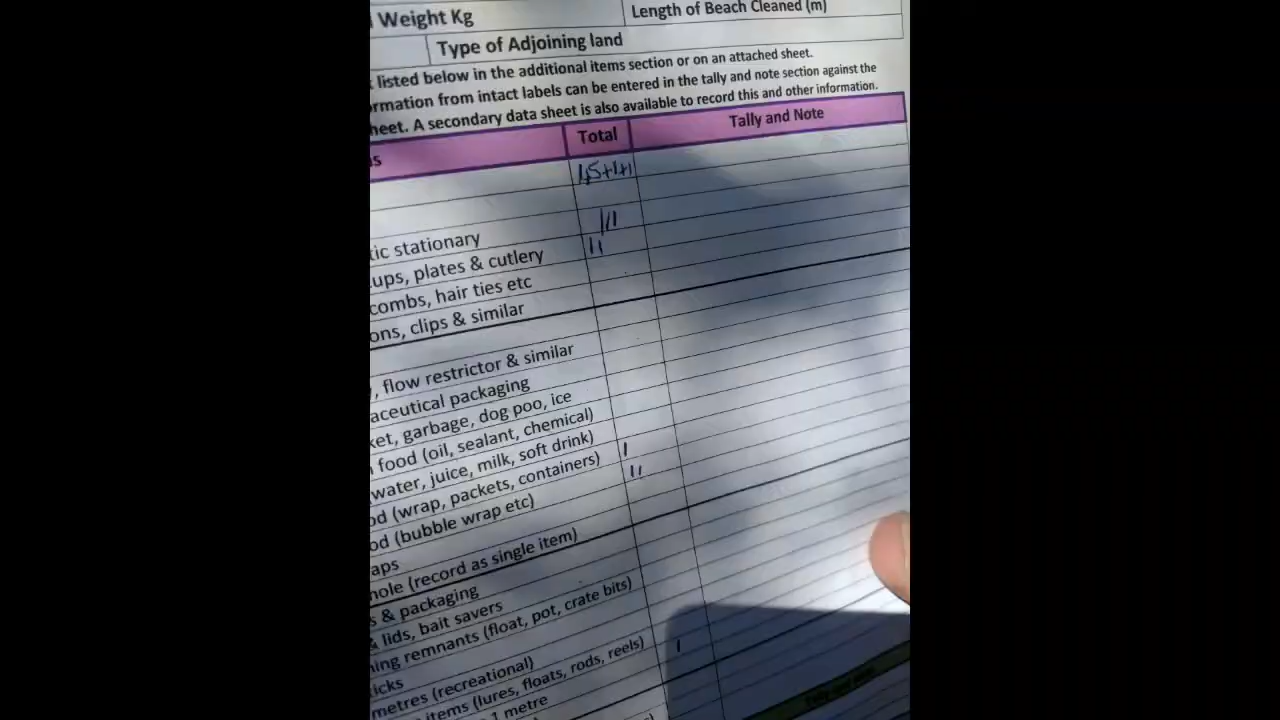 Weight Kg
Length of Beach Cleaned (m)
Type of Adjoining land
listed below in the additional items section or on an attached sheet.
rmation from intact labels can be entered in the tally and note section against the
heet. A secondary data sheet is also available to record this and other information.
s Total Tally and Note
tic stationary
ups, plates & cutlery
combs, hair ties etc
ons, clips & similar
, flow restrictor & similar
aceutical packaging
ket, garbage, dog poo, ice
food (oil, sealant, chemical)
water, juice, milk, soft drink)
od (wrap, packets, containers)
od (bubble wrap etc)
aps
hole (record as single item)
s & packaging
& lids, bait savers
hing remnants (float, pot, crate bits)
icks
metres (recreational)
items (lures, floats, rods, reels)
1 metre